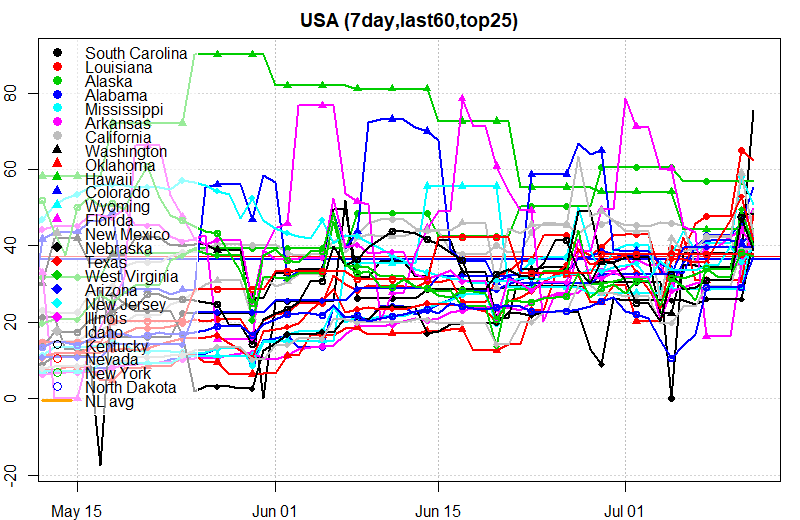 USA (7day,last60,top25)
South Carolina
Louisiana
Alaska
Alabama
Mississippi
Arkansas
California
Washington
Oklahoma
Hawaii
Colorado
Wyoming
Florida
New Mexico
Nebraska
Texas
West Virginia
Arizona
New Jersey
Illinois
Idaho
Kentucky
Nevada
New York
North Dakota
NL avg
80
60
40
20
0
-20
May 15 Jun 01 Jun 15 Jul 01